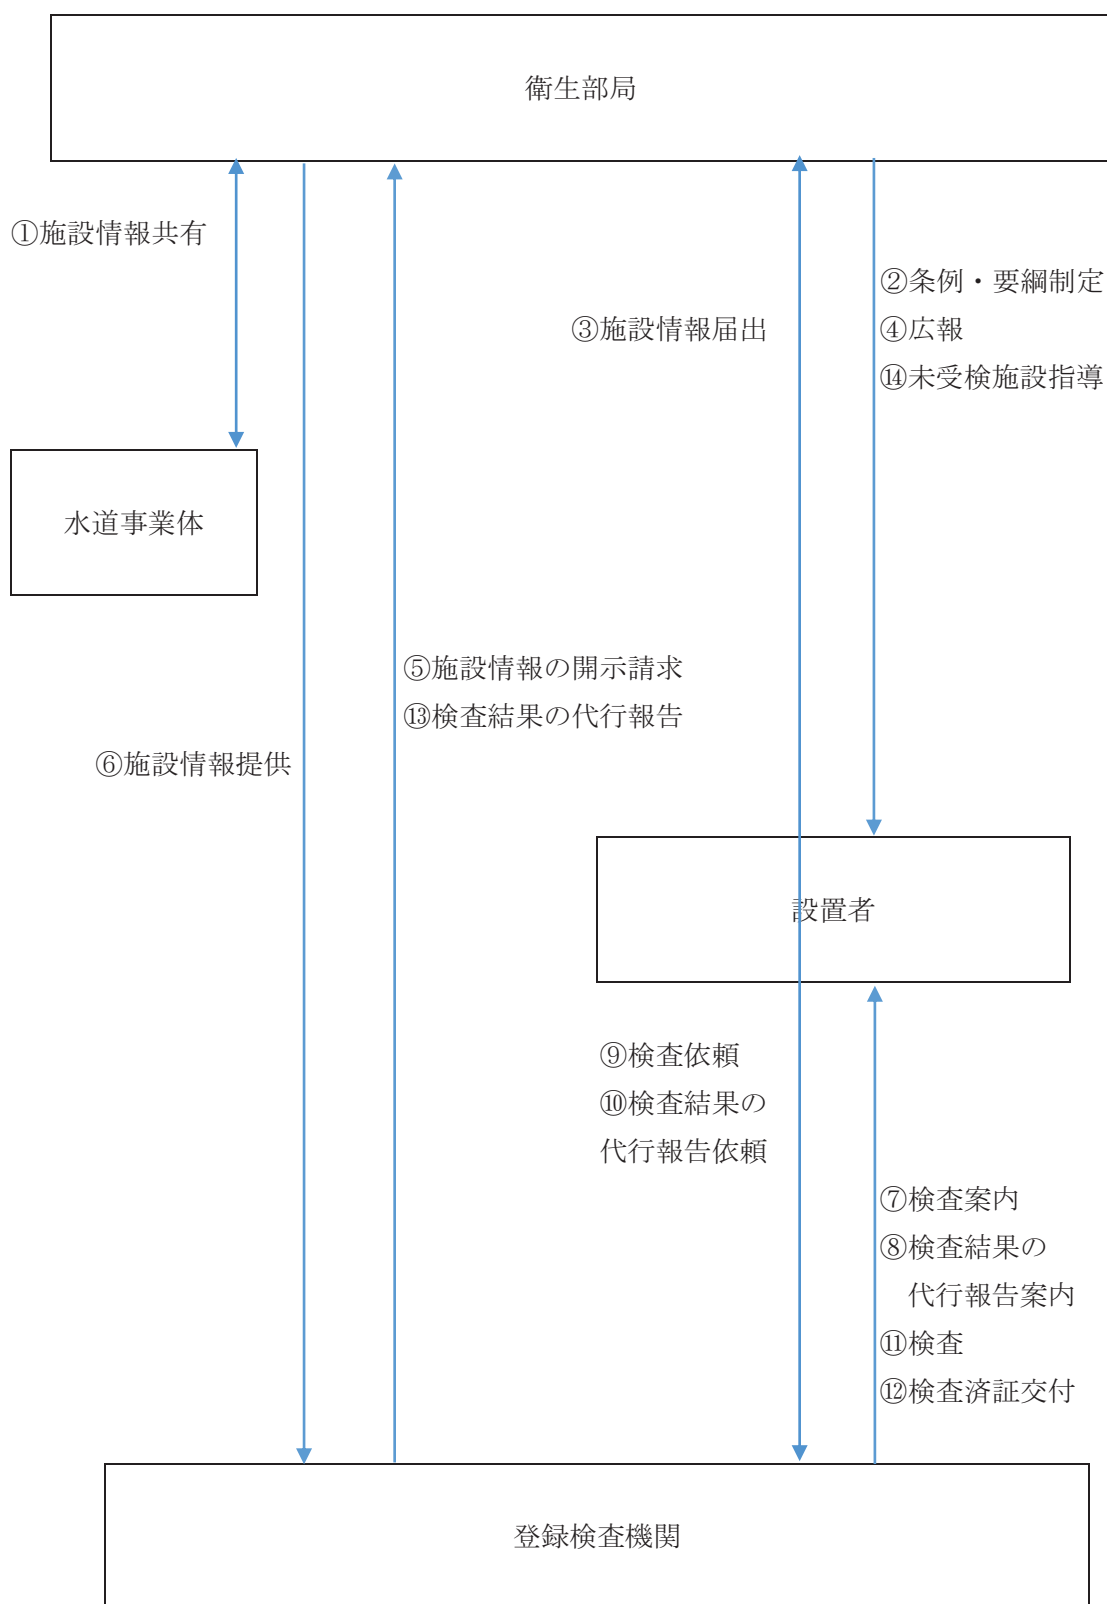 衛生部局
①施設情報共有
②条例・要綱制定
③施設情報届出
④広報
⑭未受検施設指導
水道事業体
⑤施設情報の開示請求
⑬検査結果の代行報告
⑥施設情報提供
設置者
⑨検査依頼
⑩検査結果の
代行報告依頼
⑦検査案内
⑧検査結果の
代行報告案内
⑪検査
⑫検査済証交付
登録検査機関